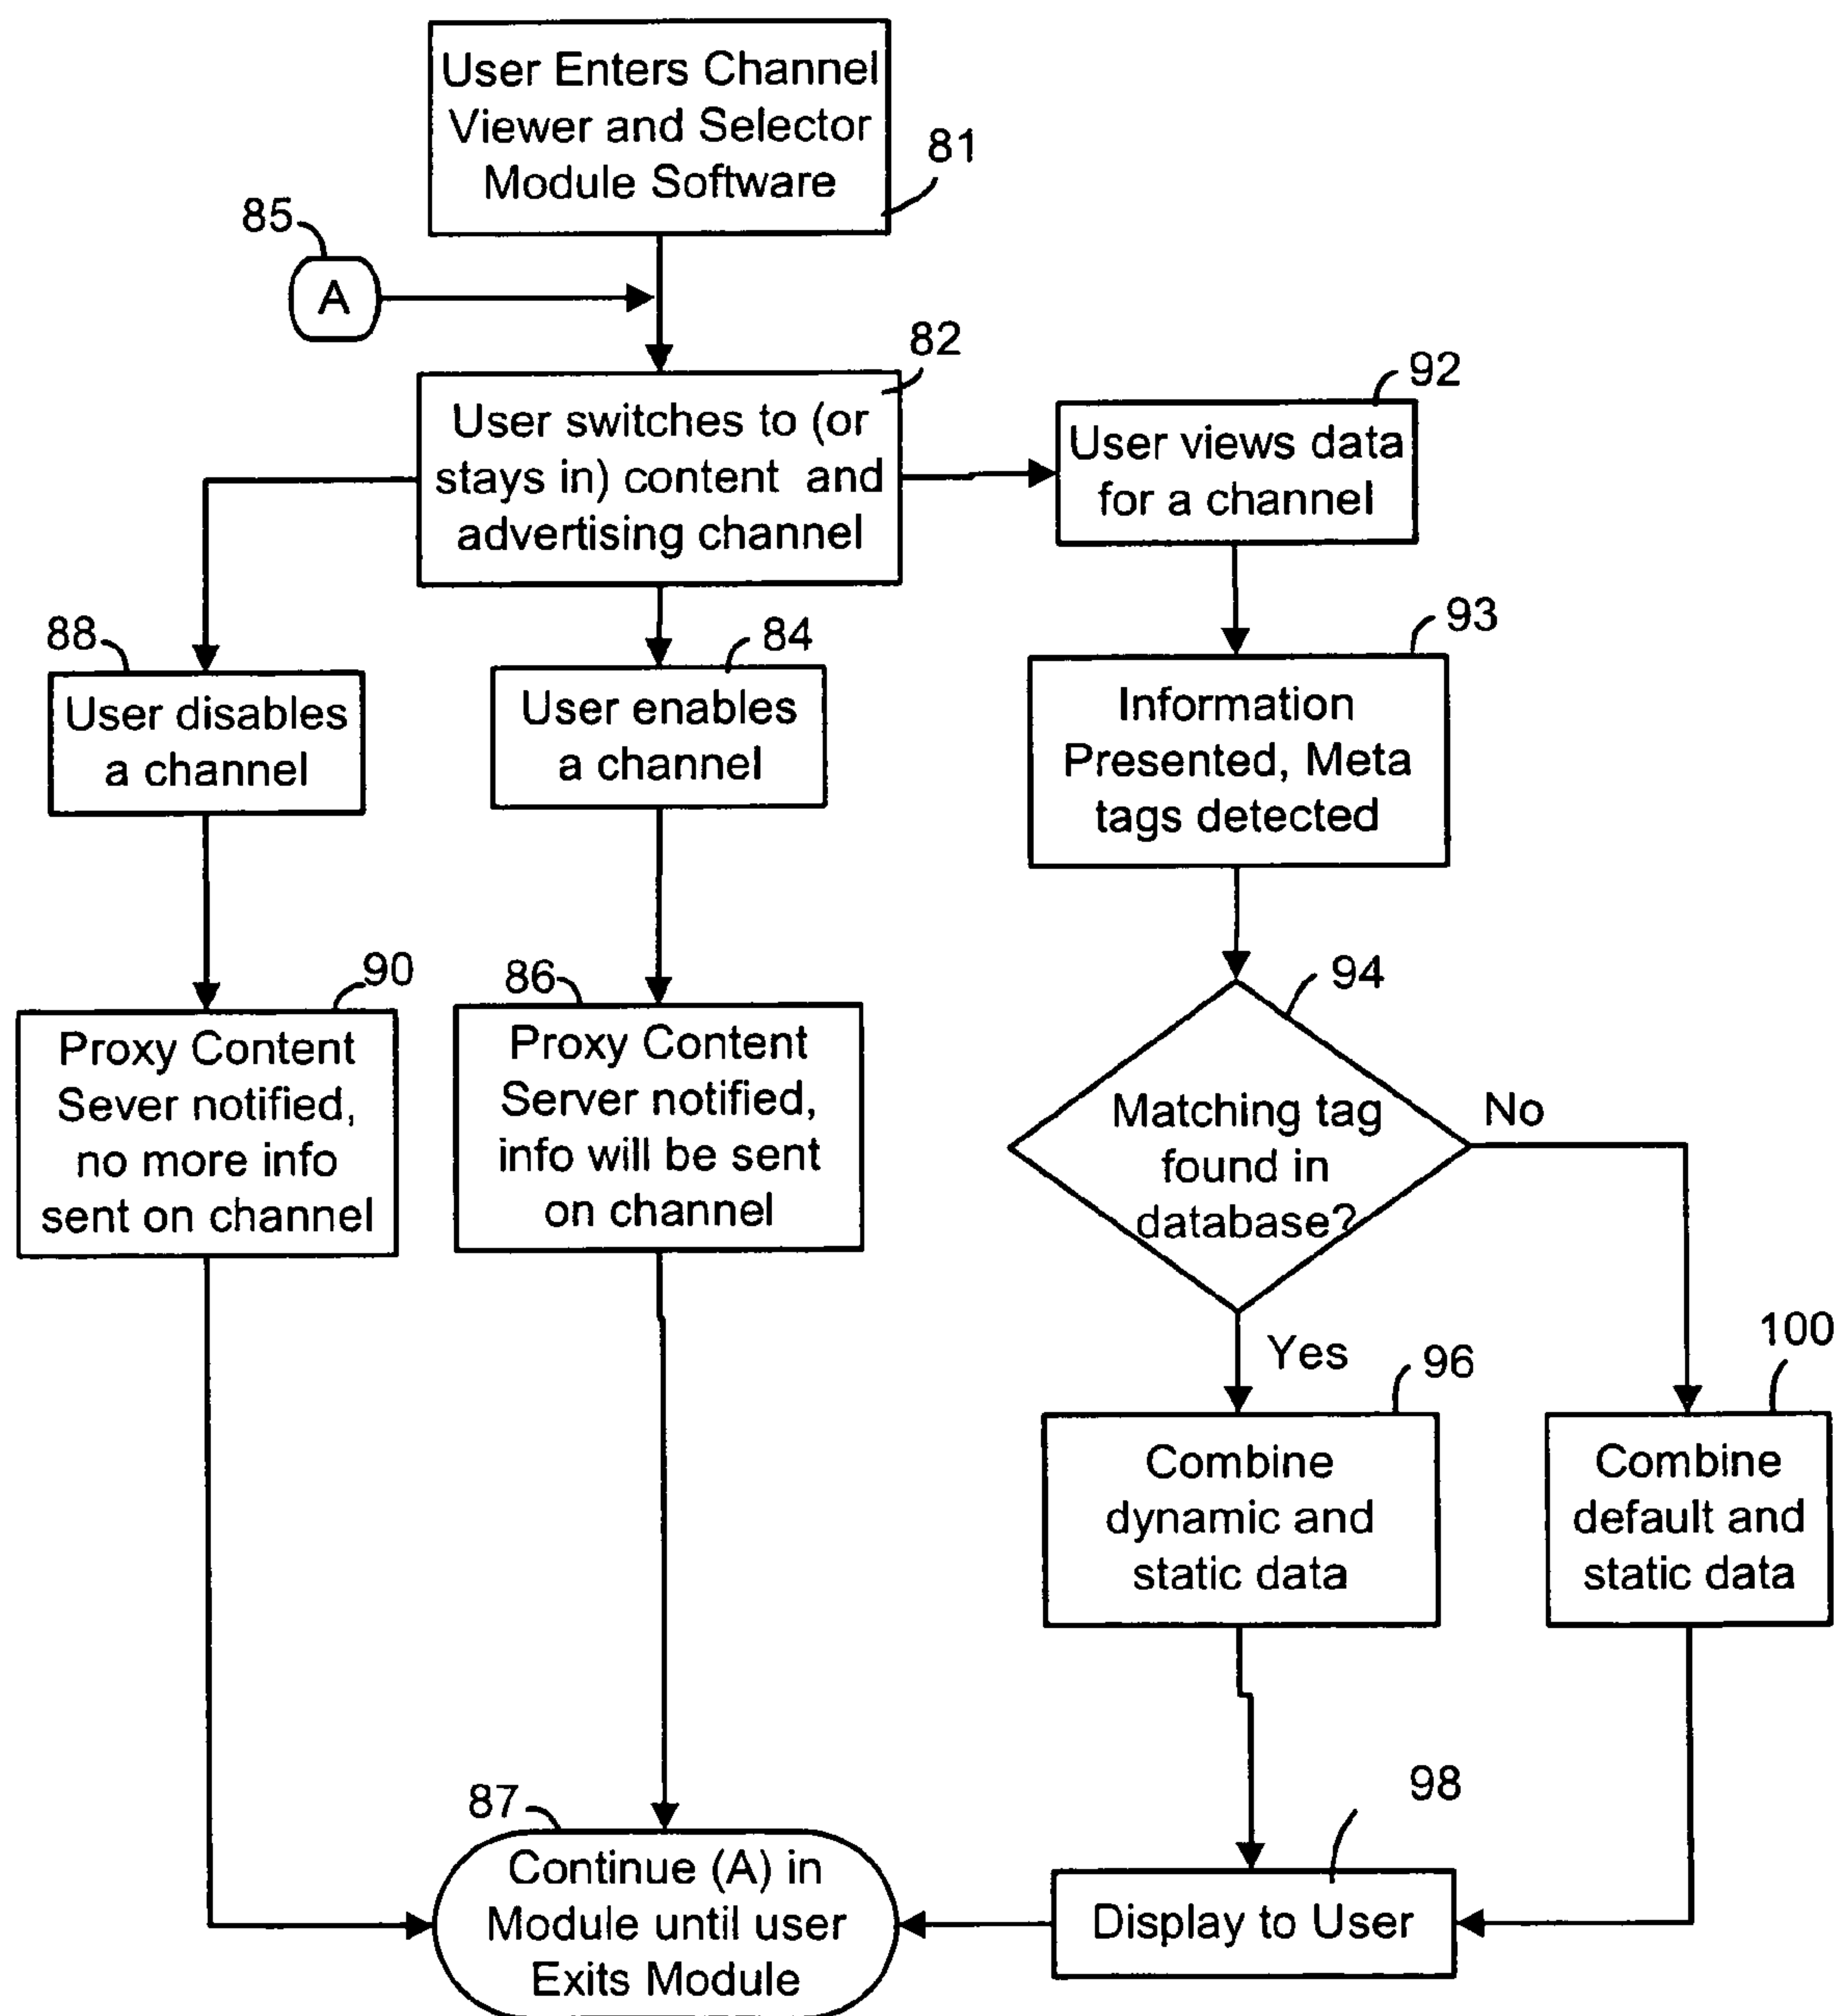 User Enters Channel
Viewer and Selector
Module Software
81
85
A
82
User switches to (or
stays in) content and
advertising channel
92
User views data
for a channel
88
User disables
a channel
84
User enables
a channel
93
Information
Presented, Meta
tags detected
90
Proxy Content
Sever notified,
no more info
sent on channel
86
Proxy Content
Server notified,
info will be sent
on channel
94
Matching tag
found in
database?
No
Yes
96
Combine
dynamic and
static data
100
Combine
default and
static data
87
Continue (A) in
Module until user
Exits Module
98
Display to User